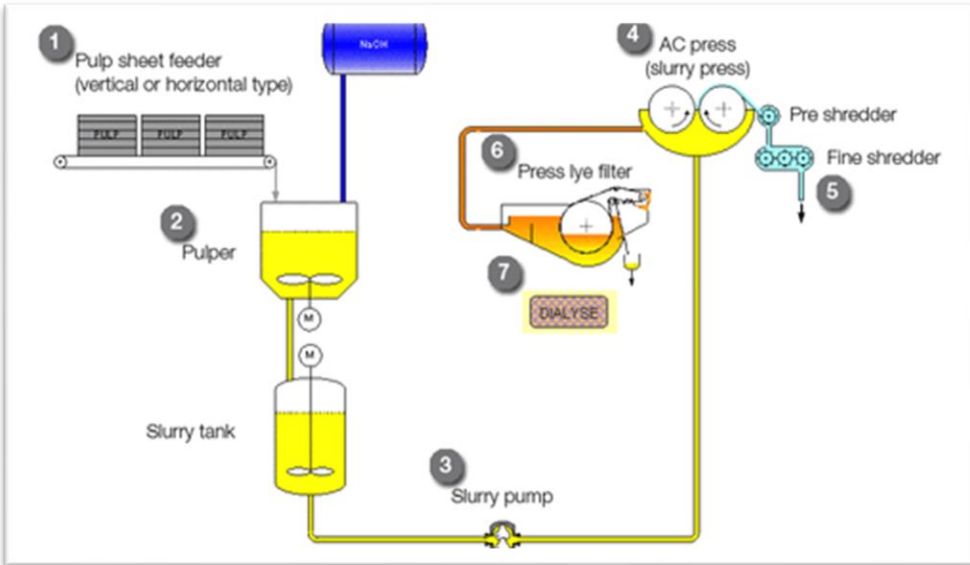 1
Pulp sheet feeder
(vertical or horizontal type)
PULP PULP PULP
NaOH
4
AC press
(slurry press)
Pre shredder
Fine shredder
5
6
Press lye filter
2
Pulper
7
DIALYSE
M
M
Slurry tank
3
Slurry pump